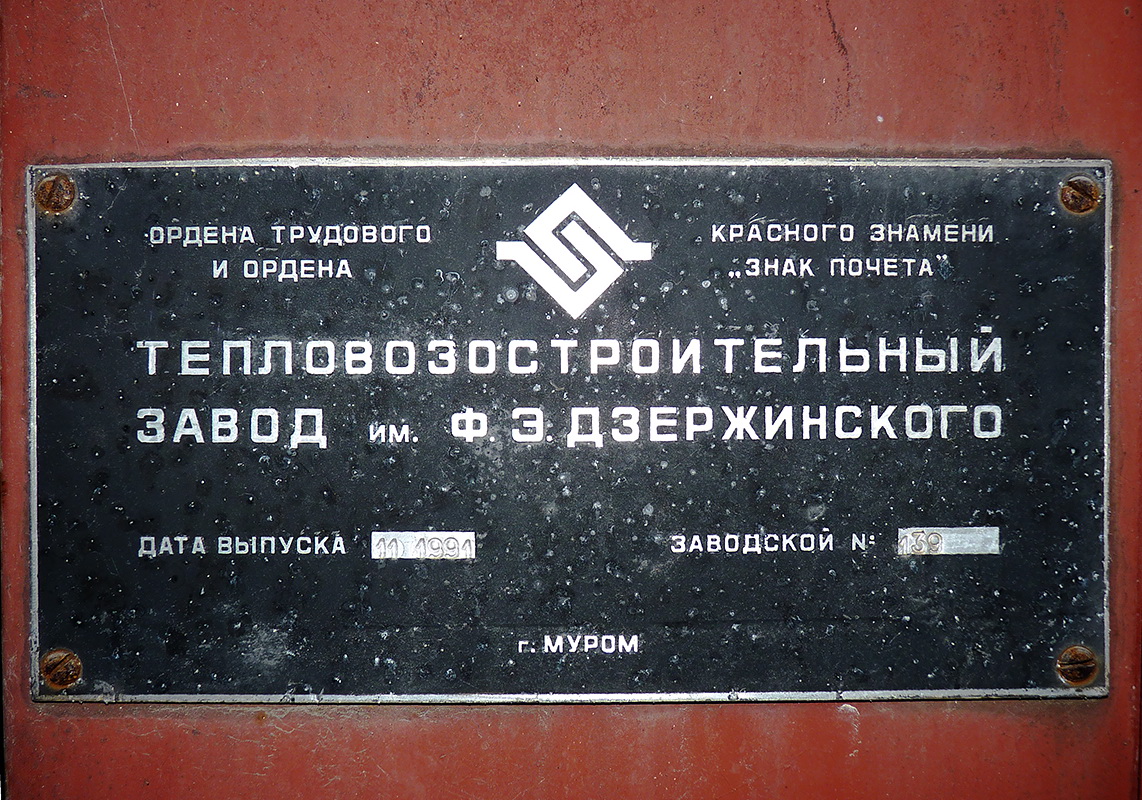 ОРДЕНА ТРУДОВОГО КРАСНОГО ЗНАМЕНИ
И ОРДЕНА „ЗНАК ПОЧЕТА"
ТЕПЛОВОЗОСТРОИТЕЛЬНЫЙ
ЗАВОД им. Ф. Э. ДЗЕРЖИНСКОГО
ДАТА ВЫПУСКА 11 1991 ЗАВОДСКОЙ №: 139
г. МУРОМ